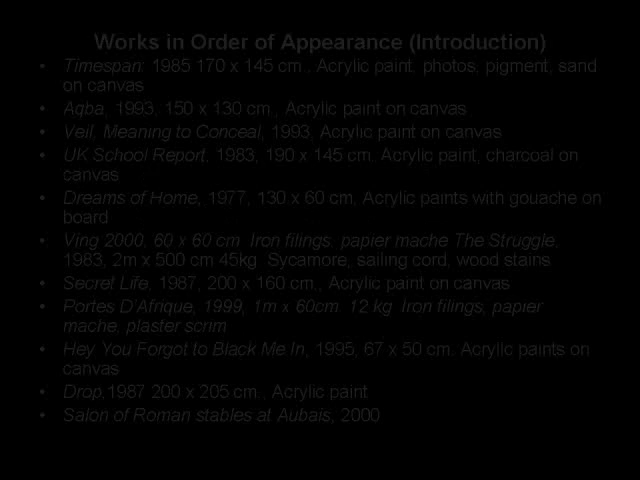 Works in Order of Appearance (Introduction)
• Timespan: 1985 170 x 145 cm., Acrylic paint, photos, pigment, sand
on canvas
• Aqba, 1993, 150 x 130 cm., Acrylic paint on canvas
• Veil, Meaning to Conceal, 1993, Acrylic paint on canvas
• UK School Report, 1983, 190 x 145 cm, Acrylic paint, charcoal on
canvas
• Dreams of Home, 1977, 130 x 60 cm, Acrylic paints with gouache on
board
• Ving 2000, 60 x 60 cm Iron filings, papier mache The Struggle,
1983, 2m x 500 cm 45kg Sycamore, sailing cord, wood stains
• Secret Life, 1987, 200 x 160 cm., Acrylic paint on canvas
• Portes D'Afrique, 1999, 1m x 60cm. 12 kg Iron filings, papier
mache, plaster scrim
• Hey You Forgot to Black Me In, 1995, 67 x 50 cm. Acrylic paints on
canvas
• Drop,1987 200 x 205 cm., Acrylic paint
• Salon of Roman stables at Aubais, 2000